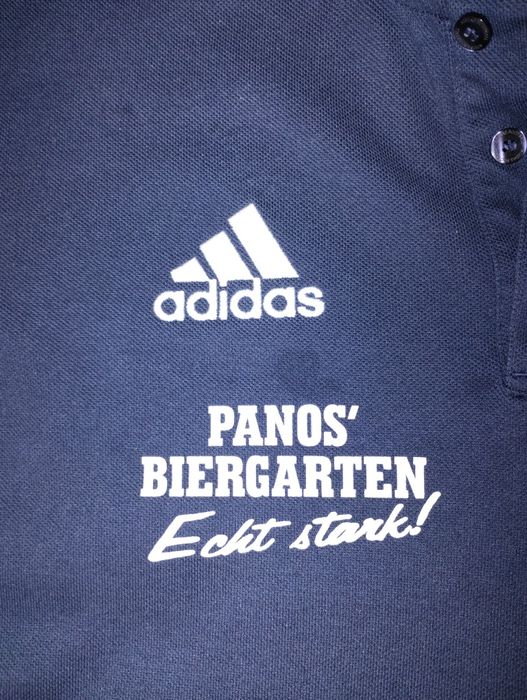 adidas
PANOS'
BIERGARTEN
Echt stark!